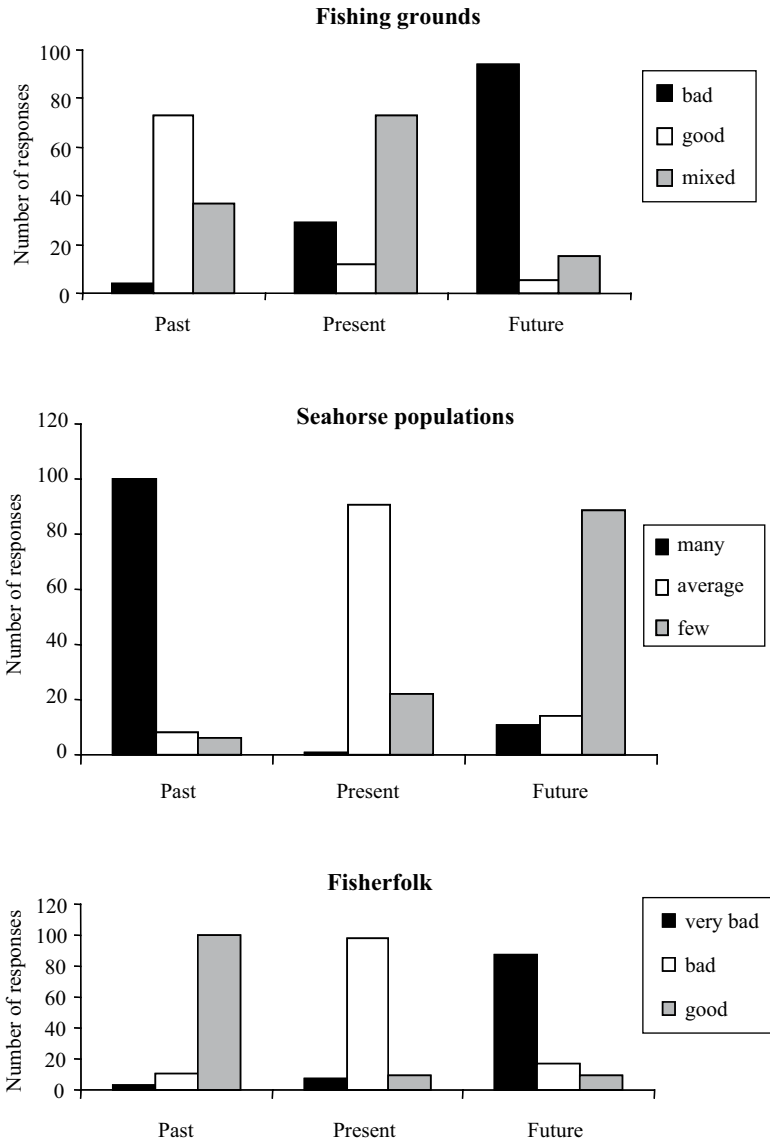 Fishing grounds
100
80
60
40
20
0
Number of responses
Past Present Future
bad
good
mixed
Seahorse populations
120
100
80
60
40
20
0
Number of responses
Past Present Future
many
average
few
Fisherfolk
120
100
80
60
40
20
0
Number of responses
Past Present Future
very bad
bad
good